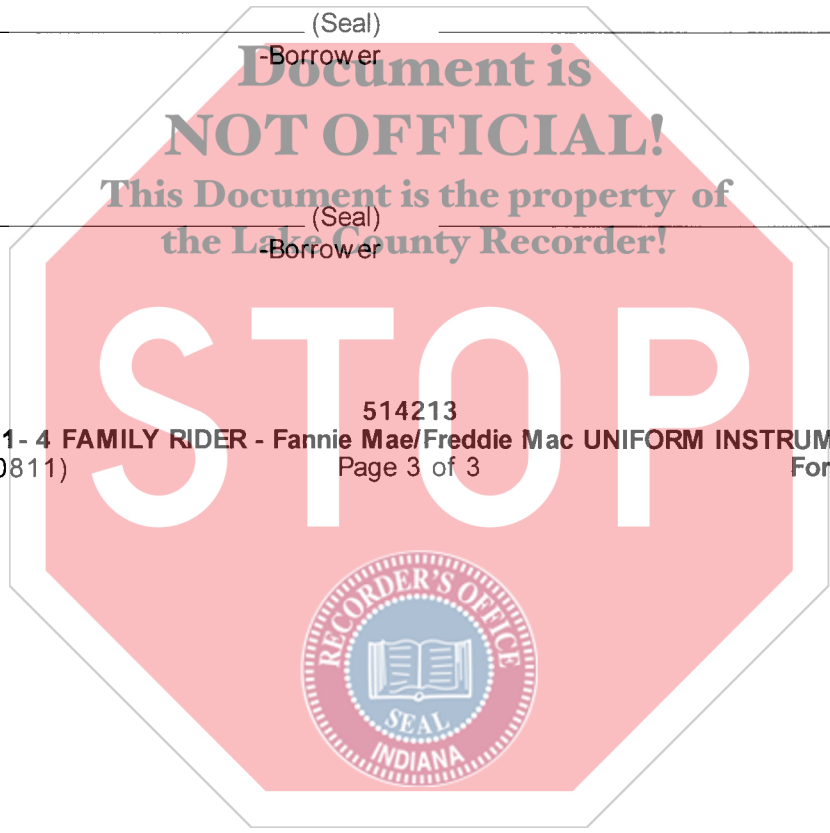 (Seal)
-Borrower
Document is
NOT OFFICIAL!
This Document is the property of
the Lake County Recorder!
(Seal)
-Borrower
STOP
514213
1- 4 FAMILY RIDER - Fannie Mae/Freddie Mac UNIFORM INSTRUM
0811)
Page 3 of 3
For
RECORDER'S OFFICE
SEAL
INDIANA